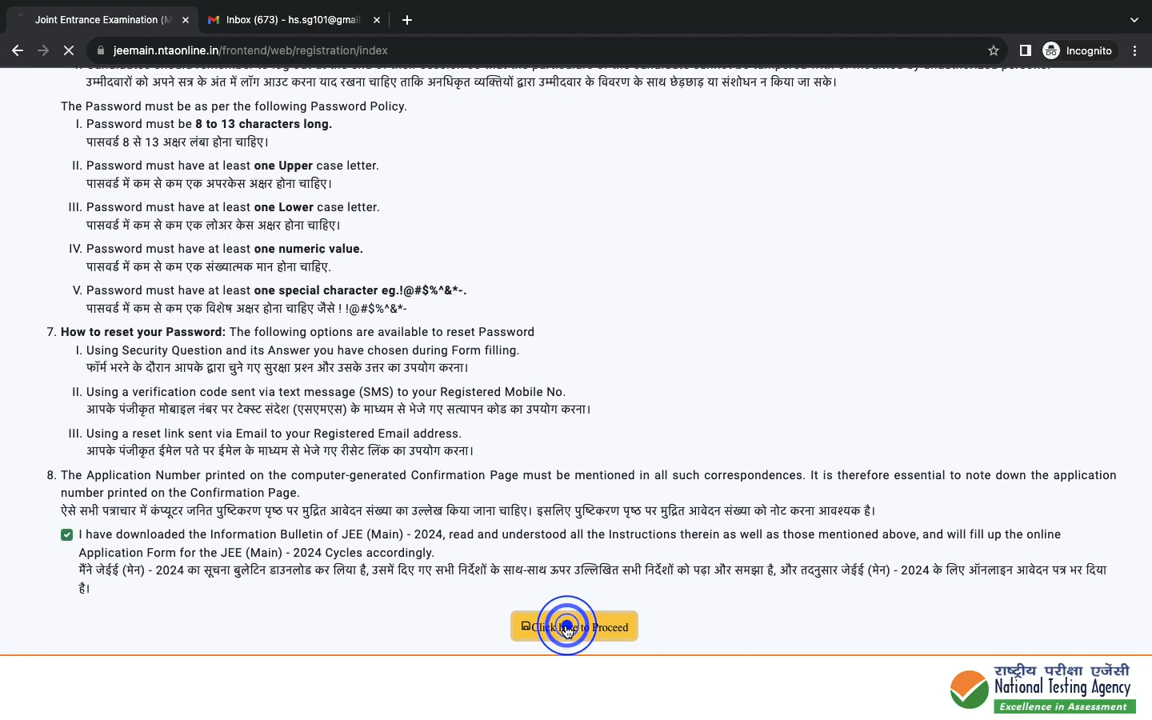 Joint Entrance Examination (M
Inbox (673) - hs.sg101@gmai
jeemain.ntaonline.in/frontend/web/registration/index
Incognito
उम्मीदवारों को अपने सत्र के अंत में लॉग आउट करना याद रखना चाहिए ताकि अनधिकृत व्यक्तियों द्वारा उम्मीदवार के विवरण के साथ छेड़छाड़ या संशोधन न किया जा सके।
The Password must be as per the following Password Policy.
I. Password must be 8 to 13 characters long.
पासवर्ड 8 से 13 अक्षर लंबा होना चाहिए।
II. Password must have at least one Upper case letter.
पासवर्ड में कम से कम एक अपरकेस अक्षर होना चाहिए।
III. Password must have at least one Lower case letter.
पासवर्ड में कम से कम एक लोअर केस अक्षर होना चाहिए।
IV. Password must have at least one numeric value.
पासवर्ड में कम से कम एक संख्यात्मक मान होना चाहिए.
V. Password must have at least one special character eg.!@#$%^&*-.
पासवर्ड में कम से कम एक विशेष अक्षर होना चाहिए जैसे ! !@#$%^&*-
7. How to reset your Password: The following options are available to reset Password
I. Using Security Question and its Answer you have chosen during Form filling.
फॉर्म भरने के दौरान आपके द्वारा चुने गए सुरक्षा प्रश्न और उसके उत्तर का उपयोग करना।
II. Using a verification code sent via text message (SMS) to your Registered Mobile No.
आपके पंजीकृत मोबाइल नंबर पर टेक्स्ट संदेश (एसएमएस) के माध्यम से भेजे गए सत्यापन कोड का उपयोग करना।
III. Using a reset link sent via Email to your Registered Email address.
आपके पंजीकृत ईमेल पते पर ईमेल के माध्यम से भेजे गए रीसेट लिंक का उपयोग करना।
8. The Application Number printed on the computer-generated Confirmation Page must be mentioned in all such correspondences. It is therefore essential to note down the application
number printed on the Confirmation Page.
ऐसे सभी पत्राचार में कंप्यूटर जनित पुष्टिकरण पृष्ठ पर मुद्रित आवेदन संख्या का उल्लेख किया जाना चाहिए। इसलिए पुष्टिकरण पृष्ठ पर मुद्रित आवेदन संख्या को नोट करना आवश्यक है।
I have downloaded the Information Bulletin of JEE (Main) - 2024, read and understood all the Instructions therein as well as those mentioned above, and will fill up the online
Application Form for the JEE (Main) - 2024 Cycles accordingly.
मैंने जेईई (मेन) - 2024 का सूचना बुलेटिन डाउनलोड कर लिया है, उसमें दिए गए सभी निर्देशों के साथ-साथ ऊपर उल्लिखित सभी निर्देशों को पढ़ा और समझा है, और तदनुसार जेईई (मेन) - 2024 के लिए ऑनलाइन आवेदन पत्र भर दिया
है।
Click here to Proceed
राष्ट्रीय परीक्षा एजेंसी
National Testing Agency
Excellence in Assessment